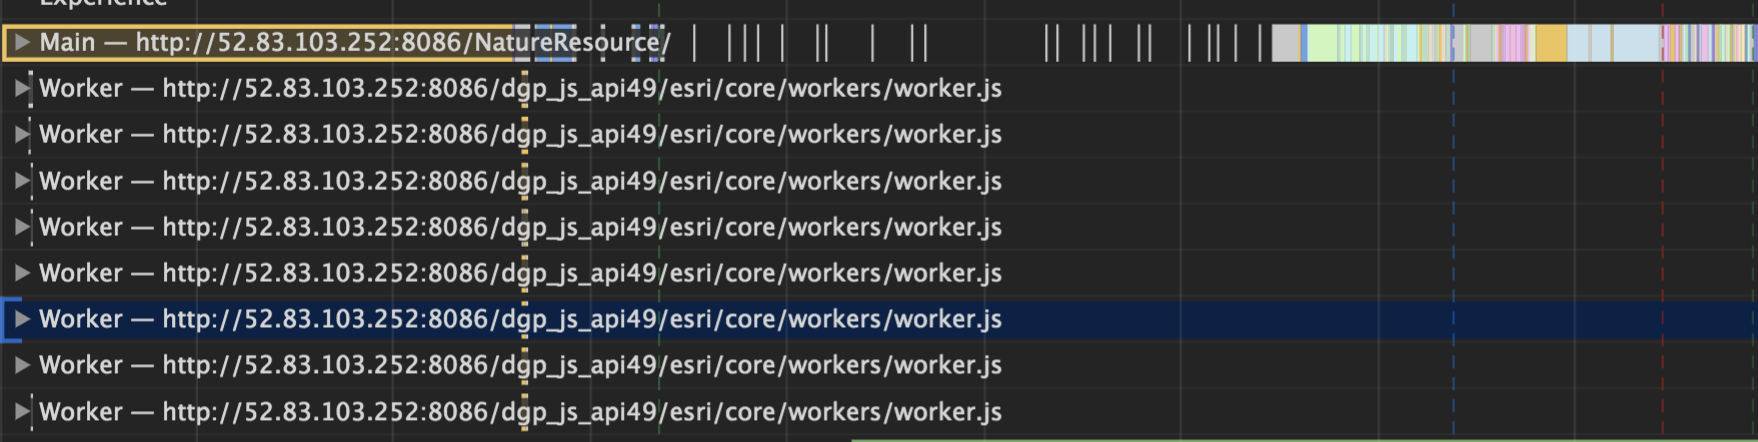 Experience
Main — http://52.83.103.252:8086/NatureResource/
Worker — http://52.83.103.252:8086/dgp_js_api49/esri/core/workers/worker.js
Worker — http://52.83.103.252:8086/dgp_js_api49/esri/core/workers/worker.js
Worker — http://52.83.103.252:8086/dgp_js_api49/esri/core/workers/worker.js
Worker — http://52.83.103.252:8086/dgp_js_api49/esri/core/workers/worker.js
Worker — http://52.83.103.252:8086/dgp_js_api49/esri/core/workers/worker.js
Worker — http://52.83.103.252:8086/dgp_js_api49/esri/core/workers/worker.js
Worker — http://52.83.103.252:8086/dgp_js_api49/esri/core/workers/worker.js
Worker — http://52.83.103.252:8086/dgp_js_api49/esri/core/workers/worker.js